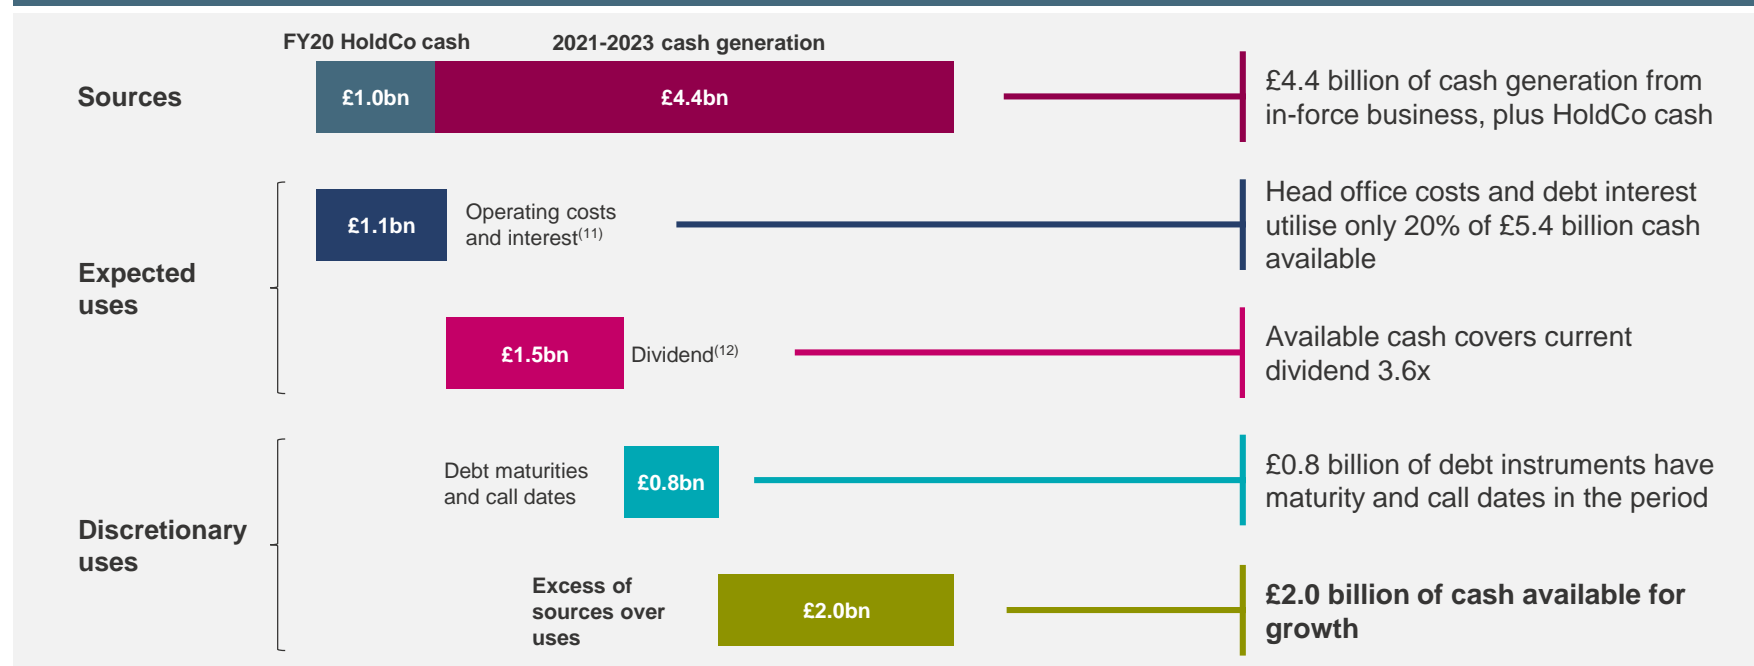 FY20 HoldCo cash
2021-2023 cash generation
Sources
£1.0bn
£4.4bn
£4.4 billion of cash generation from
in-force business, plus HoldCo cash
Expected
uses
£1.1bn
Operating costs
and interest(11)
Head office costs and debt interest
utilise only 20% of £5.4 billion cash
available
£1.5bn
Dividend(12)
Available cash covers current
dividend 3.6x
Discretionary
uses
Debt maturities
and call dates
£0.8bn
£0.8 billion of debt instruments have
maturity and call dates in the period
Excess of
sources over
uses
£2.0bn
£2.0 billion of cash available for
growth